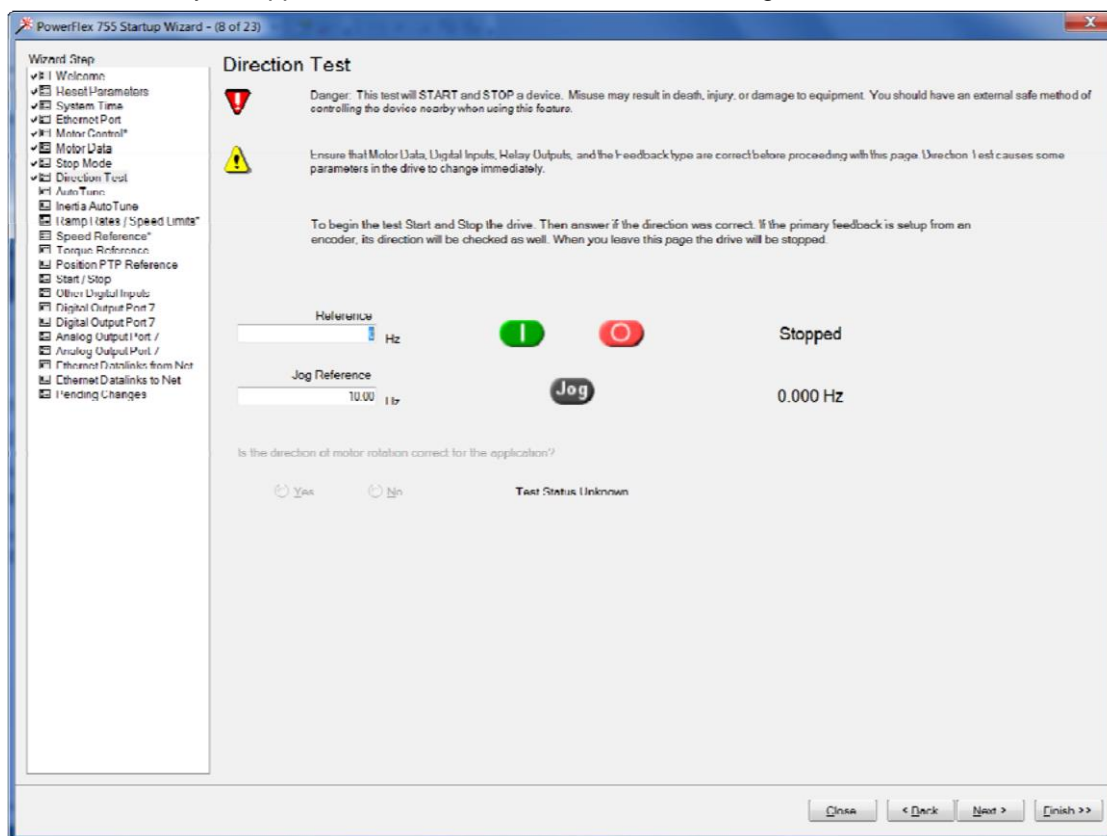 PowerFlex 755 Startup Wizard - (8 of 23)
Wizard Step
Welcome
Reset Parameters
System Time
Ethernet Port
Motor Control*
Motor Data
Stop Mode
Direction Test
AutoTune
Inertia AutoTune
Ramp Rates / Speed Limits*
Speed Reference*
Torque Reference
Position PTP Reference
Start / Stop
Other Digital Inputs
Digital Output Port 7
Digital Output Port 7
Analog Output Port 7
Analog Output Port 7
Ethernet Datalinks from Net
Ethernet Datalinks to Net
Pending Changes
Direction Test
Danger: This test will START and STOP a device. Misuse may result in death, injury, or damage to equipment. You should have an external safe method of
controlling the device nearby when using this feature.
Ensure that Motor Data, Digital Inputs, Relay Outputs, and the Feedback type are correct before proceeding with this page. Direction Test causes some
parameters in the drive to change immediately.
To begin the test Start and Stop the drive. Then answer if the direction was correct. If the primary feedback is setup from an
encoder, its direction will be checked as well. When you leave this page the drive will be stopped.
Reference
Hz
Stopped
Jog Reference
10.00 Hz
Jog
0.000 Hz
Is the direction of motor rotation correct for the application?
Yes No Test Status Unknown
Close < Back Next > Finish >>